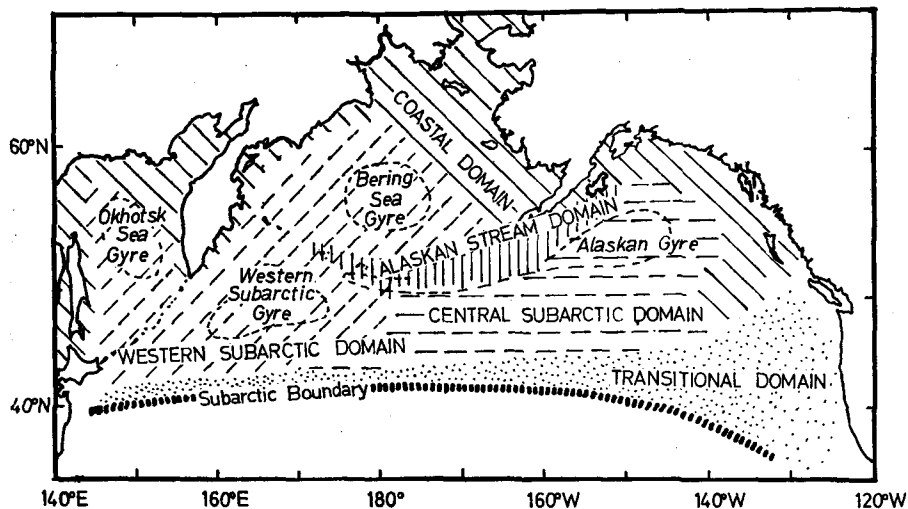 60°N
40°N
COASTAL DOMAIN
Okhotsk
Sea
Gyre
Bering
Sea
Gyre
ALASKAN STREAM DOMAIN
Alaskan Gyre
Western
Subarctic
Gyre
CENTRAL SUBARCTIC DOMAIN
WESTERN SUBARCTIC DOMAIN
TRANSITIONAL DOMAIN
Subarctic Boundary
140°E
160°E
180°
160°W
140°W
120°W